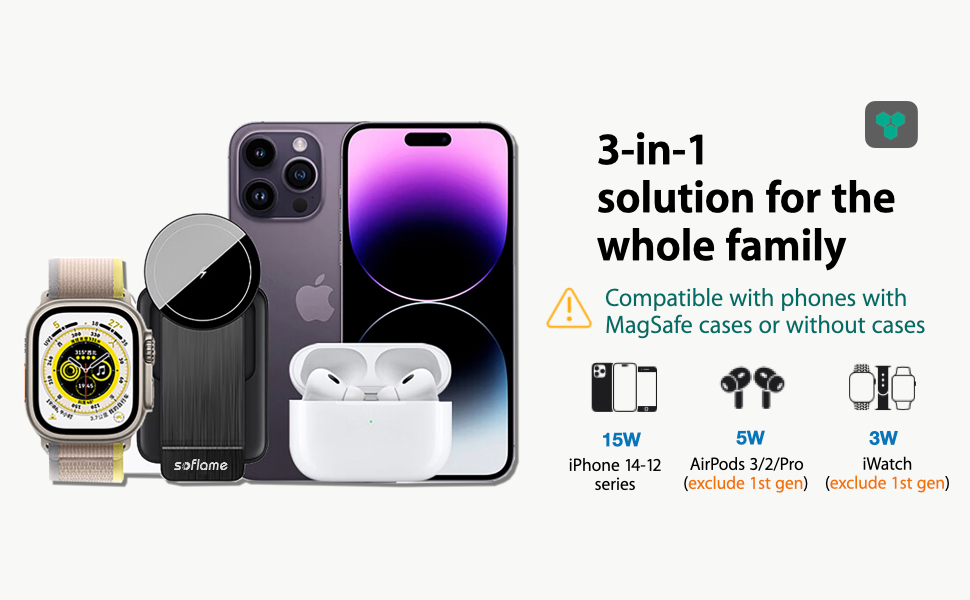 3-in-1
solution for the
whole family
Compatible with phones with
MagSafe cases or without cases
15W
iPhone 14-12
series
5W
AirPods 3/2/Pro
(exclude 1st gen)
3W
iWatch
(exclude 1st gen)
soflame